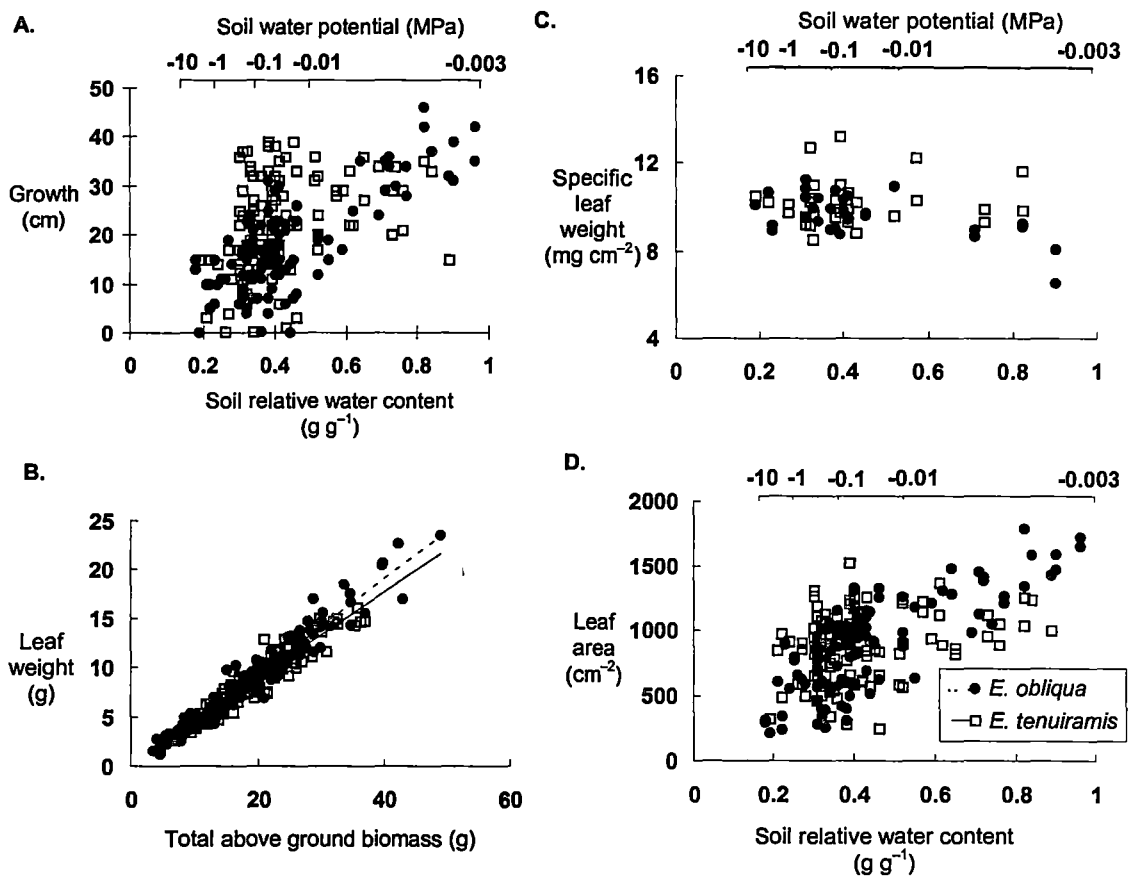 A.
Soil water potential (MPa)
-10 -1 -0.1 -0.01 -0.003
50
40
30
20
10
0
Growth
(cm)
0 0.2 0.4 0.6 0.8 1
Soil relative water content
(g g⁻¹)
C.
Soil water potential (MPa)
-10 -1 -0.1 -0.01 -0.003
16
12
8
4
Specific
leaf
weight
(mg cm⁻²)
0 0.2 0.4 0.6 0.8 1
B.
25
20
15
10
5
0
Leaf
weight
(g)
0 20 40 60
Total above ground biomass (g)
D.
-10 -1 -0.1 -0.01 -0.003
2000
1500
1000
500
0
Leaf
area
(cm⁻²)
E. obliqua
E. tenuiramis
0 0.2 0.4 0.6 0.8 1
Soil relative water content
(g g⁻¹)